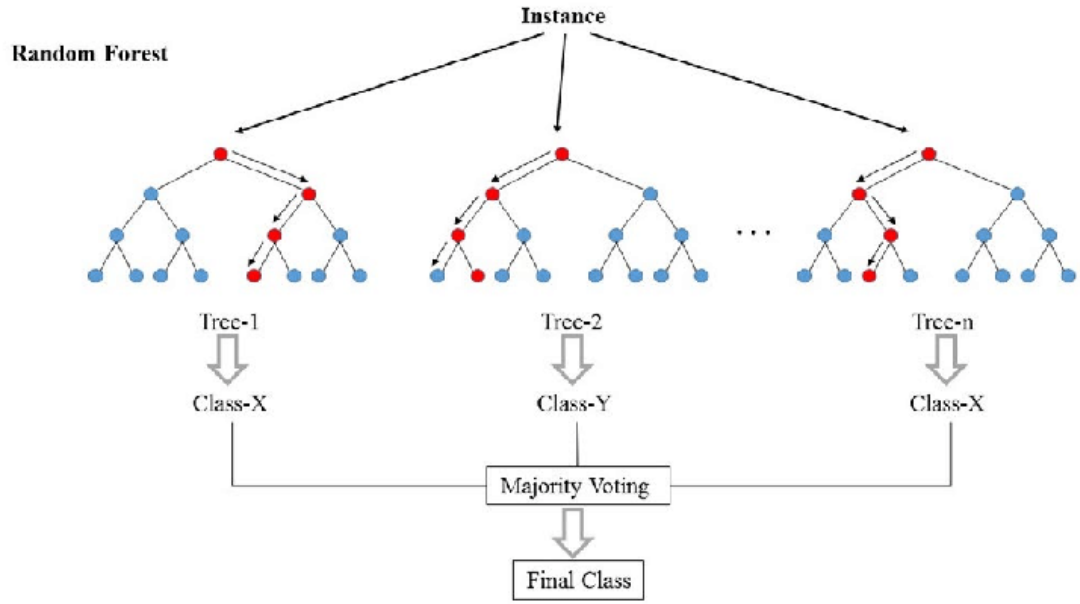 Instance
Random Forest
...
Tree-1
Tree-2
Tree-n
Class-X
Class-Y
Class-X
Majority Voting
Final Class